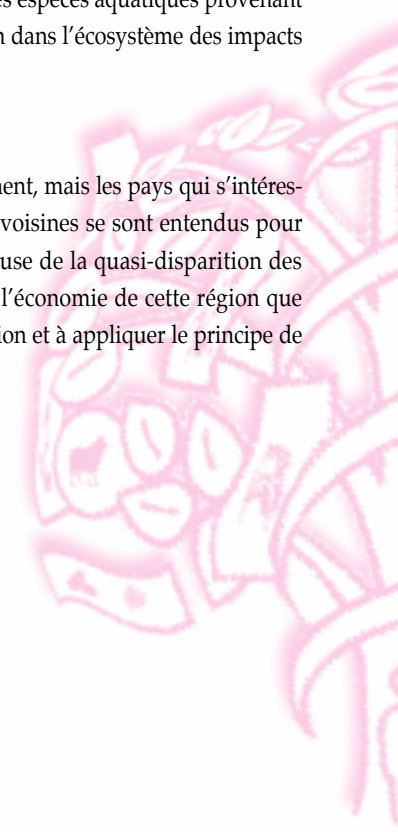 es espèces aquatiques provenant
n dans l’écosystème des impacts
nent, mais les pays qui s’intéres-
voisines se sont entendus pour
use de la quasi-disparition des
l’économie de cette région que
ion et à appliquer le principe de